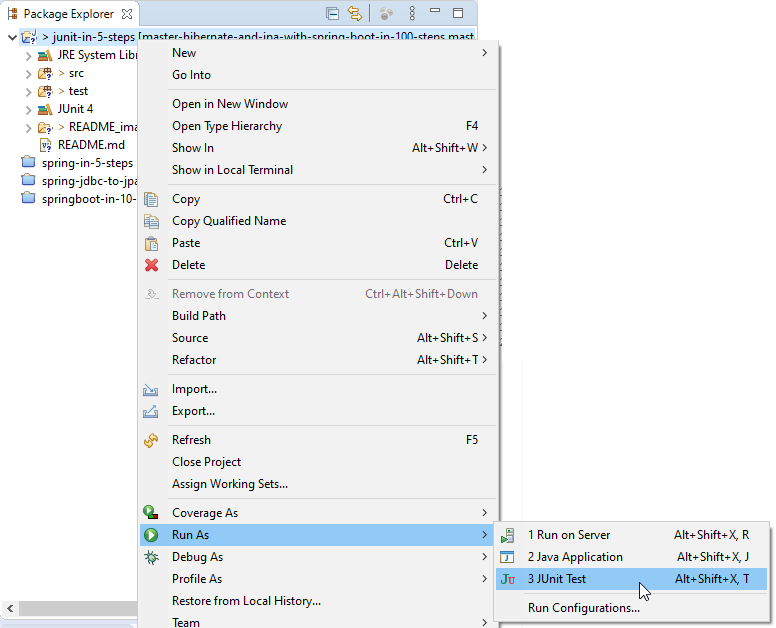 Package Explorer
> junit-in-5-steps [master-hibernate-and-jpa-with-spring-boot-in-100-steps mast
JRE System Libr
> src
> test
JUnit 4
> README_ima
README.md
spring-in-5-steps
spring-jdbc-to-jpa
springboot-in-10-
New
Go Into
Open in New Window
Open Type Hierarchy F4
Show In Alt+Shift+W
Show in Local Terminal
Copy Ctrl+C
Copy Qualified Name
Paste Ctrl+V
Delete Delete
Remove from Context Ctrl+Alt+Shift+Down
Build Path
Source Alt+Shift+S
Refactor Alt+Shift+T
Import...
Export...
Refresh F5
Close Project
Assign Working Sets...
Coverage As
Run As
Debug As
Profile As
Restore from Local History...
Team
1 Run on Server Alt+Shift+X, R
2 Java Application Alt+Shift+X, J
3 JUnit Test Alt+Shift+X, T
Run Configurations...